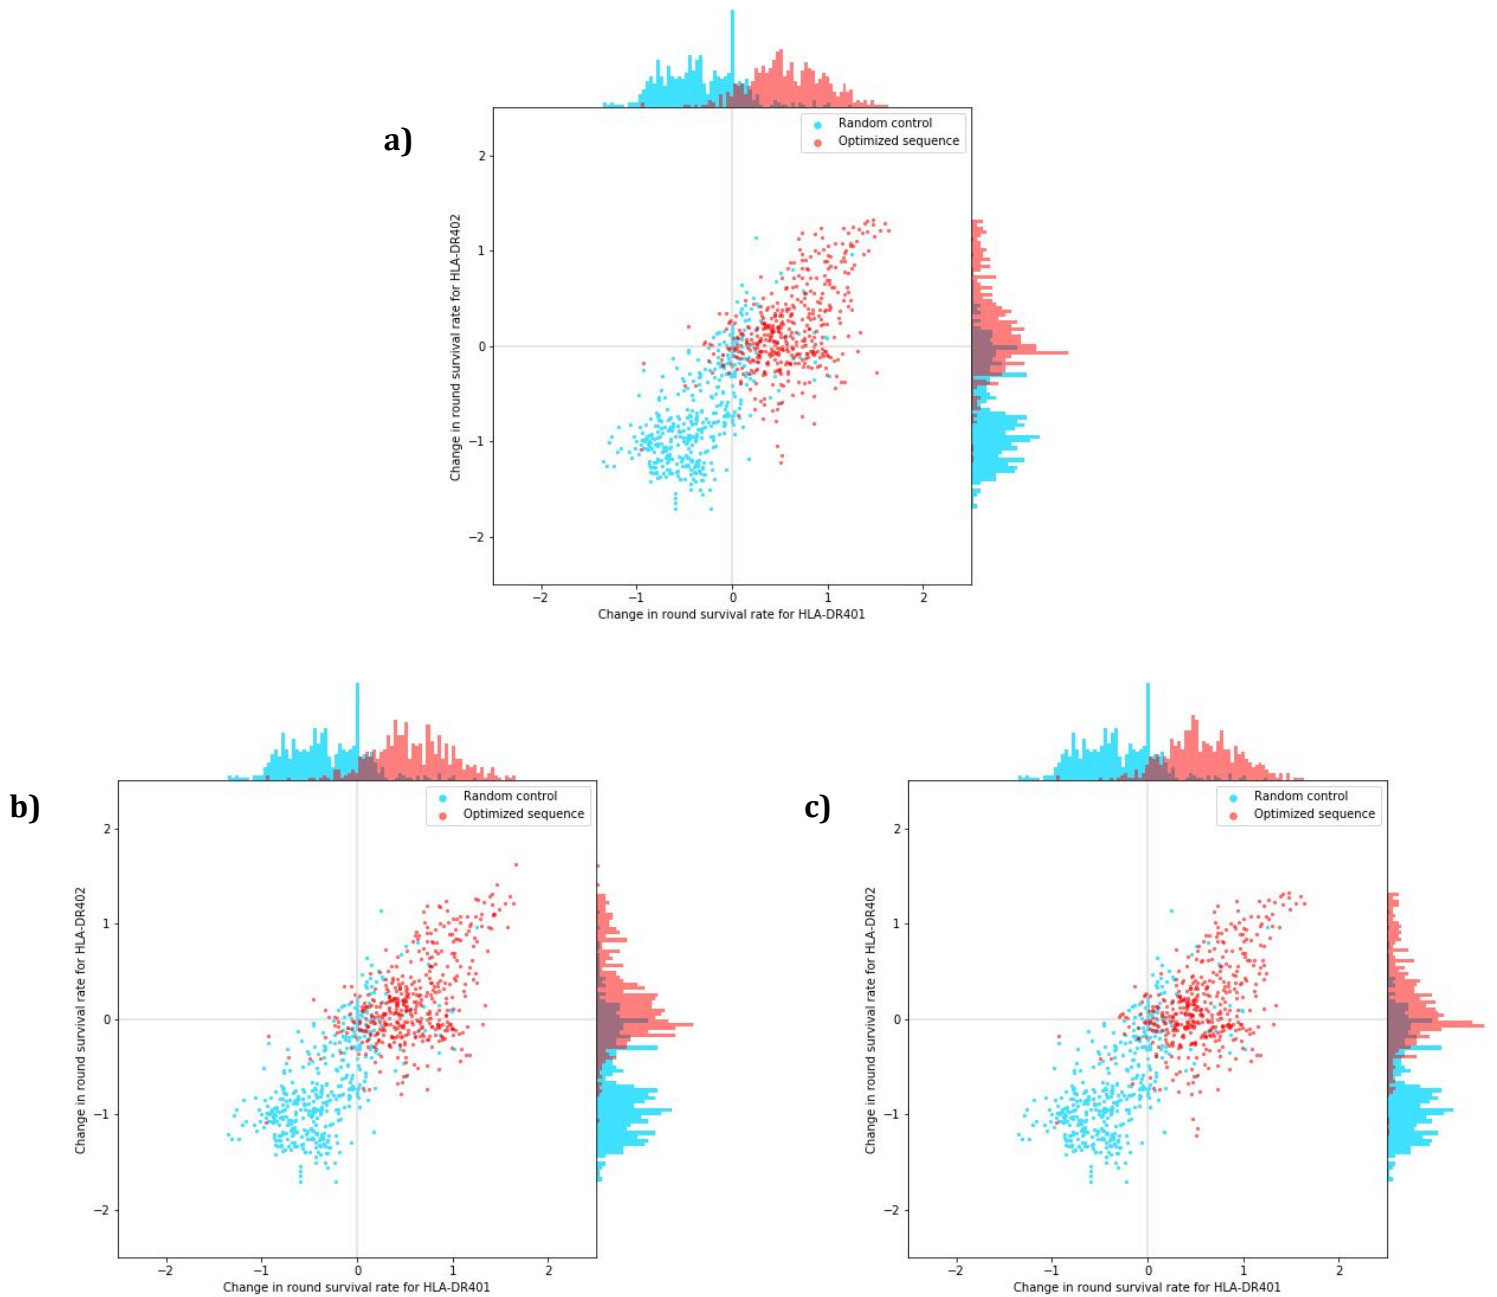 a)
Random control
Optimized sequence
2
1
0
−1
−2
−2
−1
0
1
2
Change in round survival rate for HLA-DR402
Change in round survival rate for HLA-DR401
b)
Random control
Optimized sequence
2
1
0
−1
−2
−2
−1
0
1
2
Change in round survival rate for HLA-DR402
Change in round survival rate for HLA-DR401
c)
Random control
Optimized sequence
2
1
0
−1
−2
−2
−1
0
1
2
Change in round survival rate for HLA-DR402
Change in round survival rate for HLA-DR401